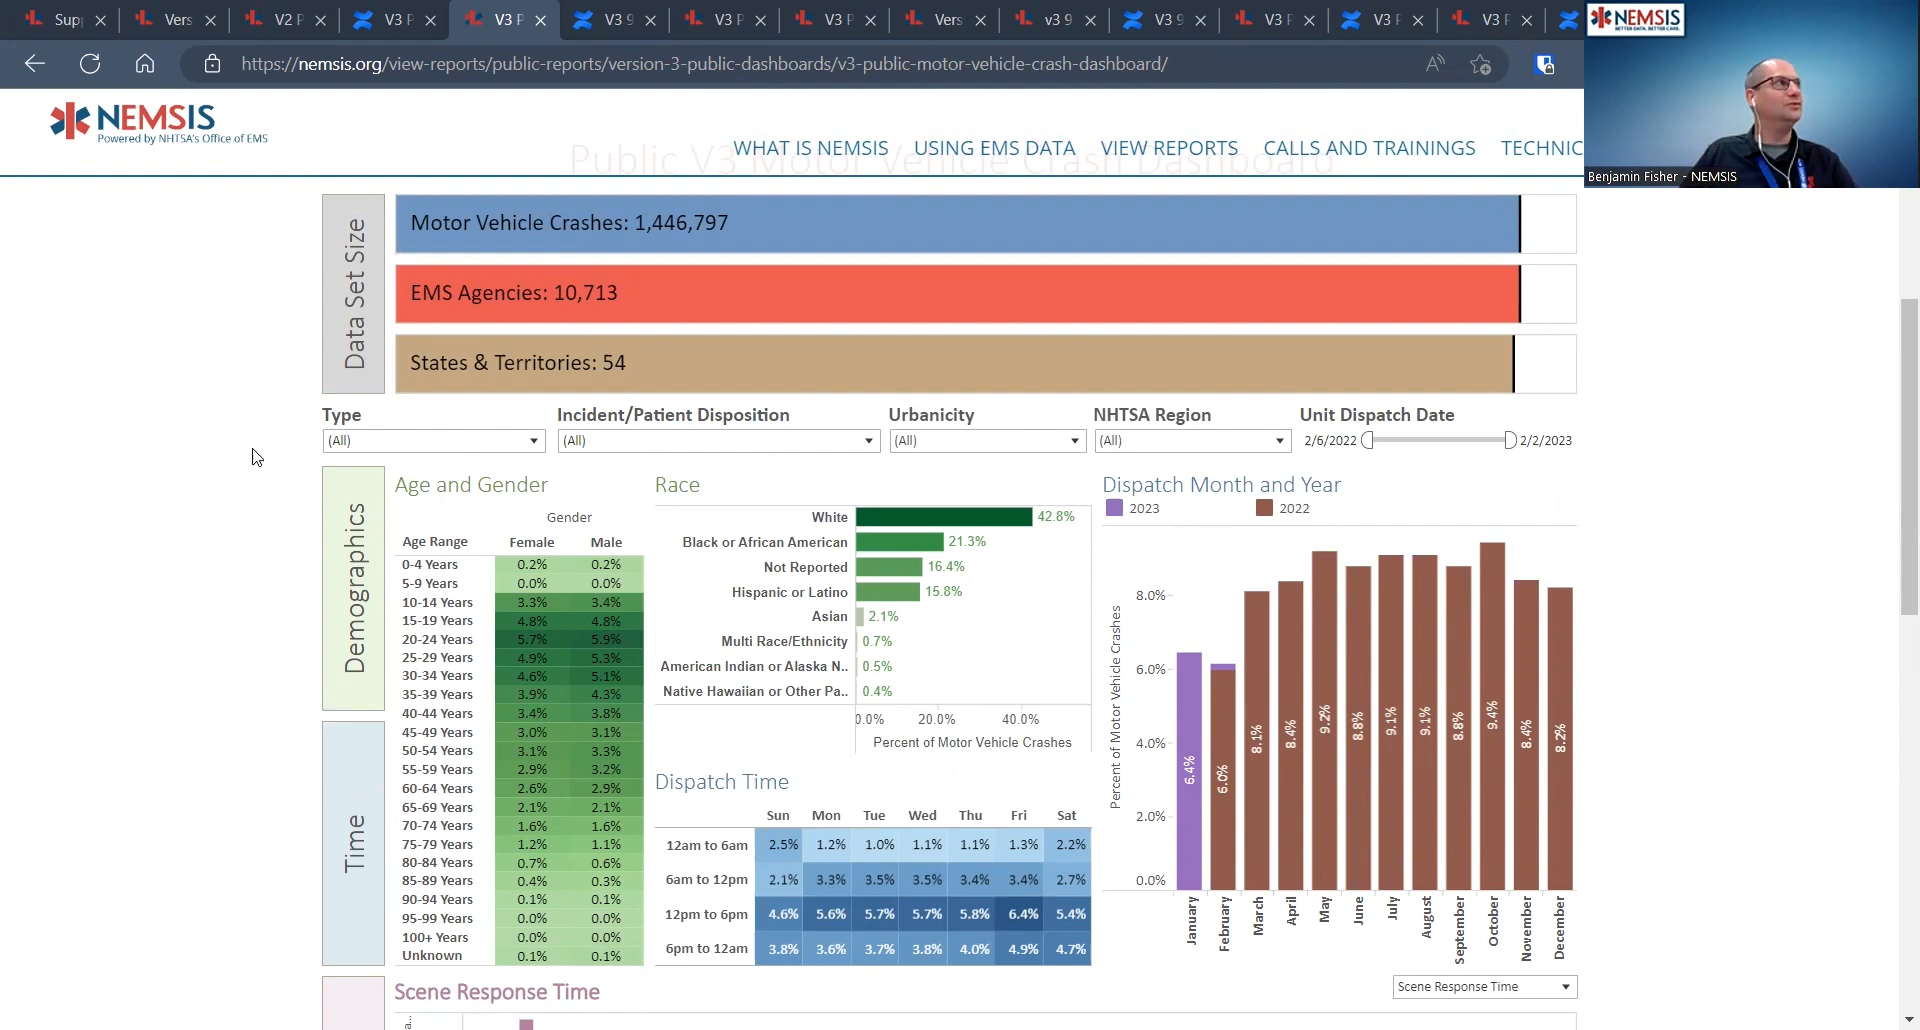 Sup
Vers
V2 P
V3 P
V3 P
V3 9
V3 P
V3 P
Vers
v3 9
V3 9
V3 P
V3 P
V3 P
https://nemsis.org/view-reports/public-reports/version-3-public-dashboards/v3-public-motor-vehicle-crash-dashboard/
NEMSIS
BETTER DATA. BETTER CARE.
Benjamin Fisher - NEMSIS
NEMSIS
Powered by NHTSA's Office of EMS
WHAT IS NEMSIS USING EMS DATA VIEW REPORTS CALLS AND TRAININGS TECHNIC
Public V3 Motor Vehicle Crash Dashboard
Data Set Size
Motor Vehicle Crashes: 1,446,797
EMS Agencies: 10,713
States & Territories: 54
Type Incident/Patient Disposition Urbanicity NHTSA Region Unit Dispatch Date
(All) (All) (All) (All) 2/6/2022 2/2/2023
Demographics
Age and Gender
Gender
Age Range Female Male
0-4 Years 0.2% 0.2%
5-9 Years 0.0% 0.0%
10-14 Years 3.3% 3.4%
15-19 Years 4.8% 4.8%
20-24 Years 5.7% 5.9%
25-29 Years 4.9% 5.3%
30-34 Years 4.6% 5.1%
35-39 Years 3.9% 4.3%
40-44 Years 3.4% 3.8%
45-49 Years 3.0% 3.1%
50-54 Years 3.1% 3.3%
55-59 Years 2.9% 3.2%
60-64 Years 2.6% 2.9%
65-69 Years 2.1% 2.1%
70-74 Years 1.6% 1.6%
75-79 Years 1.2% 1.1%
80-84 Years 0.7% 0.6%
85-89 Years 0.4% 0.3%
90-94 Years 0.1% 0.1%
95-99 Years 0.0% 0.0%
100+ Years 0.0% 0.0%
Unknown 0.1% 0.1%
Race
White 42.8%
Black or African American 21.3%
Not Reported 16.4%
Hispanic or Latino 15.8%
Asian 2.1%
Multi Race/Ethnicity 0.7%
American Indian or Alaska N.. 0.5%
Native Hawaiian or Other Pa.. 0.4%
0.0% 20.0% 40.0%
Percent of Motor Vehicle Crashes
Time
Dispatch Time
Sun Mon Tue Wed Thu Fri Sat
12am to 6am 2.5% 1.2% 1.0% 1.1% 1.1% 1.3% 2.2%
6am to 12pm 2.1% 3.3% 3.5% 3.5% 3.4% 3.4% 2.7%
12pm to 6pm 4.6% 5.6% 5.7% 5.7% 5.8% 6.4% 5.4%
6pm to 12am 3.8% 3.6% 3.7% 3.8% 4.0% 4.9% 4.7%
Dispatch Month and Year
2023 2022
Percent of Motor Vehicle Crashes
8.0%
6.0%
4.0%
2.0%
0.0%
6.4% 6.0% 8.1% 8.4% 9.2% 8.8% 9.1% 9.1% 8.8% 9.4% 8.4% 8.2%
January February March April May June July August September October November December
Scene Response Time
Scene Response Time
a...